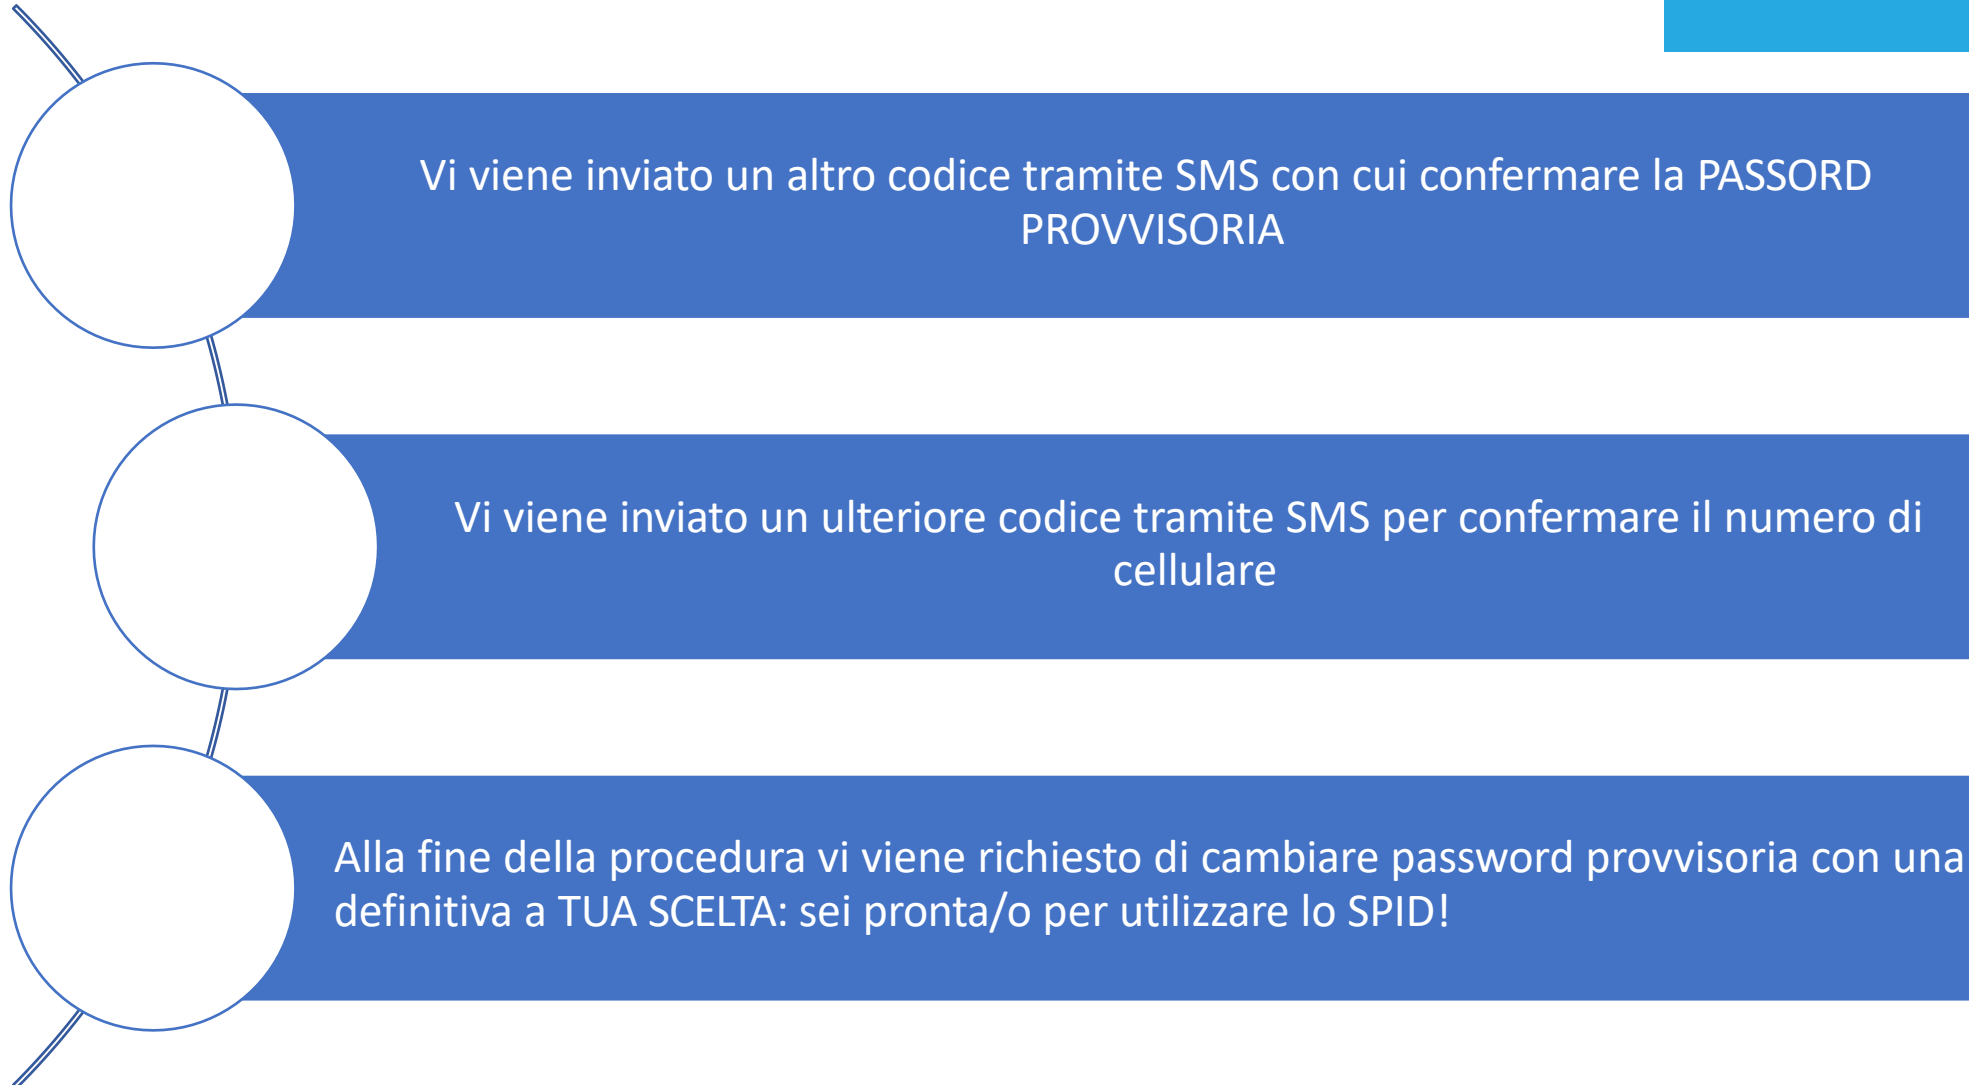 Vi viene inviato un altro codice tramite SMS con cui confermare la PASSORD
PROVVISORIA
Vi viene inviato un ulteriore codice tramite SMS per confermare il numero di
cellulare
Alla fine della procedura vi viene richiesto di cambiare password provvisoria con una
definitiva a TUA SCELTA: sei pronta/o per utilizzare lo SPID!